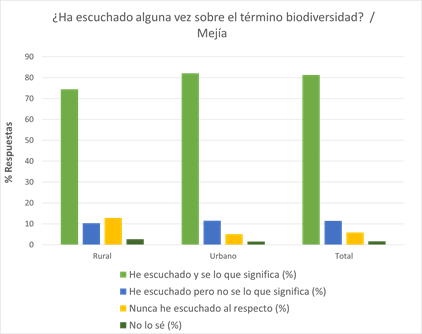 ¿Ha escuchado alguna vez sobre el término biodiversidad? /
Mejía
% Respuestas
90
80
70
60
50
40
30
20
10
0
Rural Urbano Total
He escuchado y se lo que significa (%)
He escuchado pero no se lo que significa (%)
Nunca he escuchado al respecto (%)
No lo sé (%)